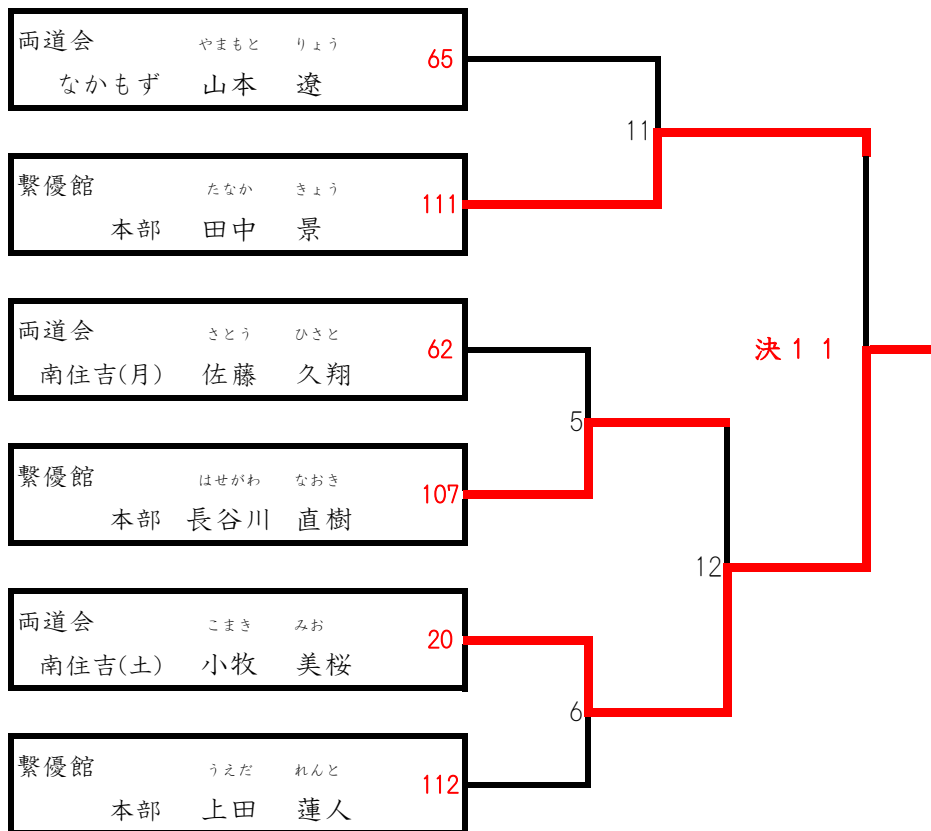 両道会 やまもと りょう
65
なかもず 山本 遼
11
繋優館 たなか きょう
111
本部 田中 景
両道会 さとう ひさと
62
決11
南住吉(月) 佐藤 久翔
5
繋優館 はせがわ なおき
107
本部 長谷川 直樹
12
両道会 こまき みお
20
南住吉(土) 小牧 美桜
6
繋優館 うえだ れんと
112
本部 上田 蓮人